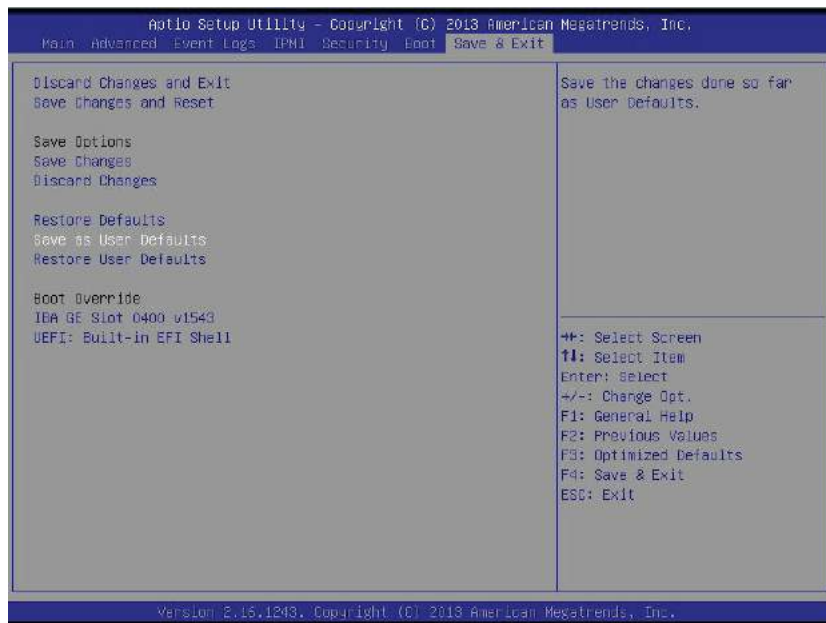 Aptio Setup Utility – Copyright (C) 2013 American Megatrends, Inc.
Main Advanced Event Logs IPMI Security Boot Save & Exit
Discard Changes and Exit
Save Changes and Reset
Save Options
Save Changes
Discard Changes
Restore Defaults
Save as User Defaults
Restore User Defaults
Boot Override
IBA GE Slot 0400 v1543
UEFI: Built-in EFI Shell
Save the changes done so far
as User Defaults.
→←: Select Screen
↑↓: Select Item
Enter: Select
+/-: Change Opt.
F1: General Help
F2: Previous Values
F3: Optimized Defaults
F4: Save & Exit
ESC: Exit
Version 2.16.1243. Copyright (C) 2013 American Megatrends, Inc.